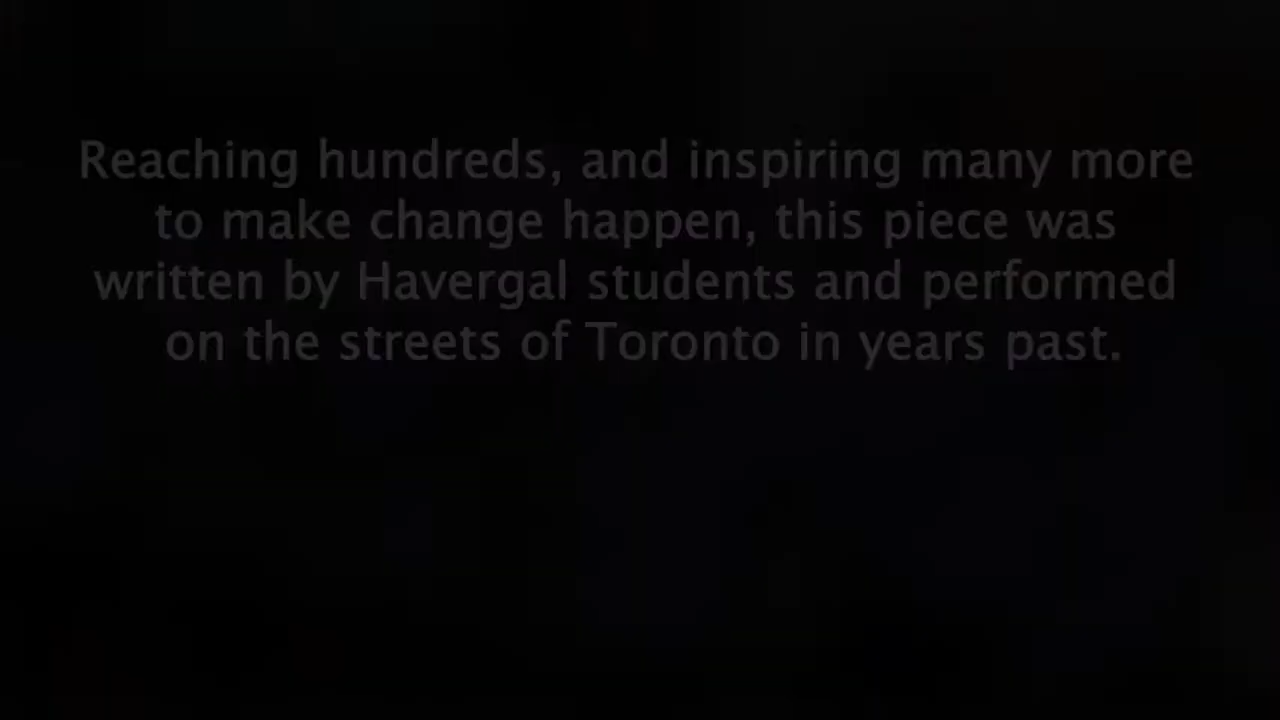 Reaching hundreds, and inspiring many more
to make change happen, this piece was
written by Havergal students and performed
on the streets of Toronto in years past.